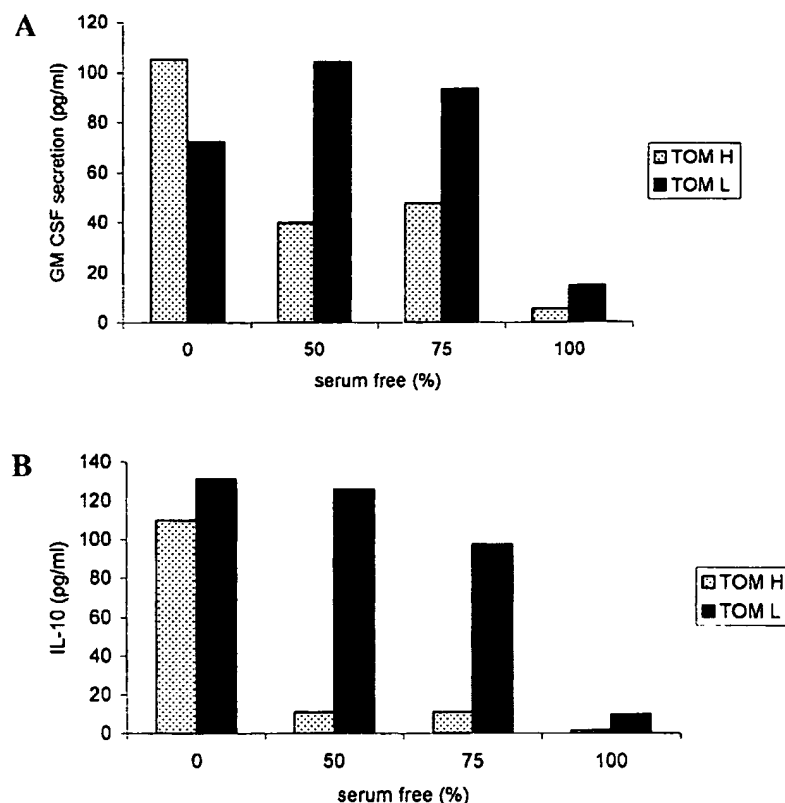 A
GM CSF secretion (pg/ml)
120
100
80
60
40
20
0
0 50 75 100
serum free (%)
TOM H
TOM L
B
IL-10 (pg/ml)
140
120
100
80
60
40
20
0
0 50 75 100
serum free (%)
TOM H
TOM L